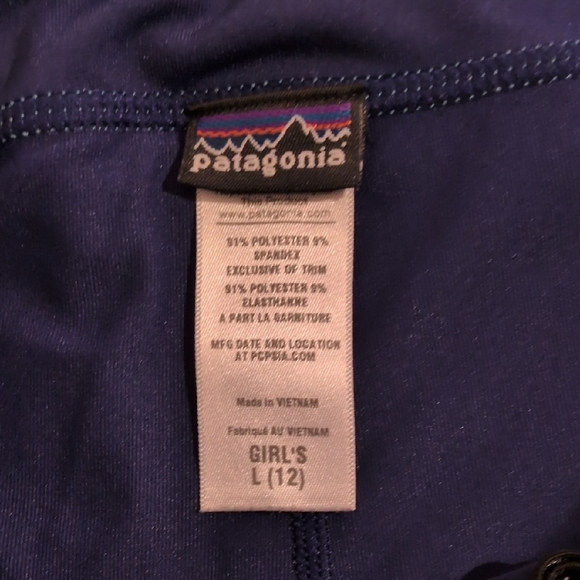 patagonia
This Product
www.patagonia.com
91% POLYESTER 9%
SPANDEX
EXCLUSIVE OF TRIM
91% POLYESTER 9%
ELASTHANNE
A PART LA GARNITURE
MFG DATE AND LOCATION
AT PCPSIA.COM
Made in VIETNAM
Fabriqué AU VIETNAM
GIRL'S
L (12)